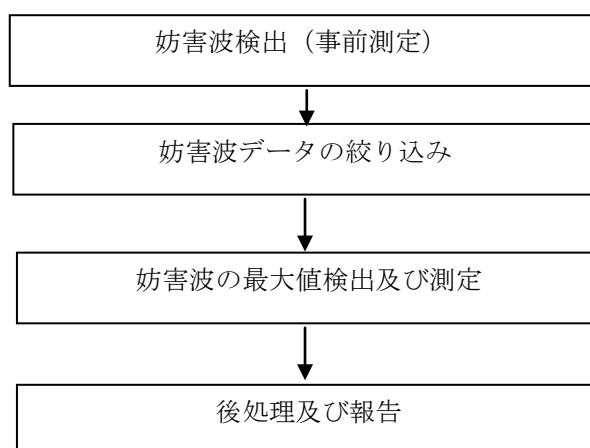 妨害波検出（事前測定）
妨害波データの絞り込み
妨害波の最大値検出及び測定
後処理及び報告